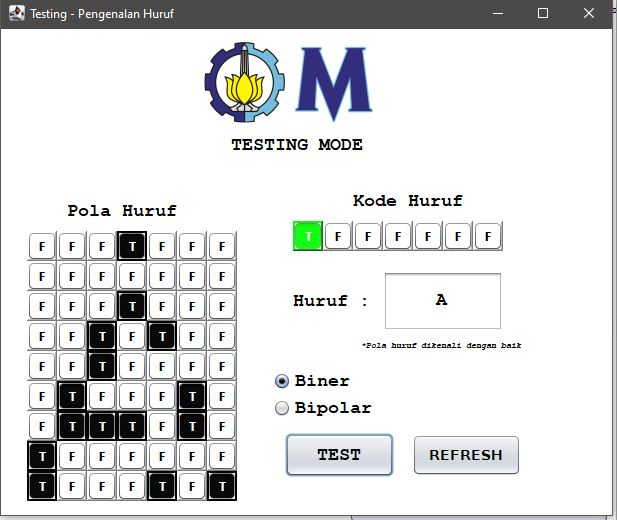 Testing - Pengenalan Huruf
M
TESTING MODE
Pola Huruf
F F F T F F F
F F F F F F F
F F F T F F F
F F T F T F F
F F T F F F F
F T F F F T F
F T T T F T F
T F F F F F F
T F F F T F T
Kode Huruf
T F F F F F F
Huruf : A
*Pola huruf dikenali dengan baik
Biner
Bipolar
TEST REFRESH